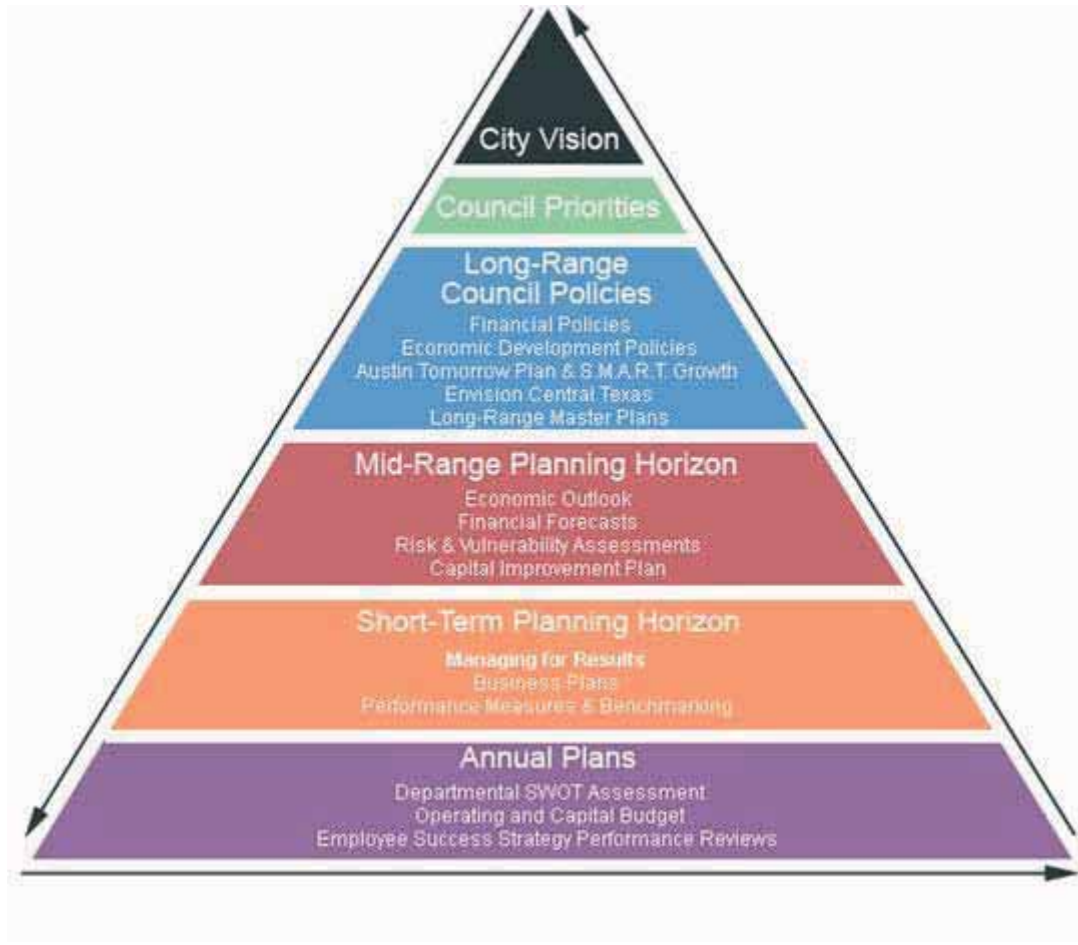 City Vision
Council Priorities
Long-Range
Council Policies
Financial Policies
Economic Development Policies
Austin Tomorrow Plan & S.M.A.R.T. Growth
Envision Central Texas
Long-Range Master Plans
Mid-Range Planning Horizon
Economic Outlook
Financial Forecasts
Risk & Vulnerability Assessments
Capital Improvement Plan
Short-Term Planning Horizon
Managing for Results
Business Plans
Performance Measures & Benchmarking
Annual Plans
Departmental SWOT Assessment
Operating and Capital Budget
Employee Success Strategy Performance Reviews